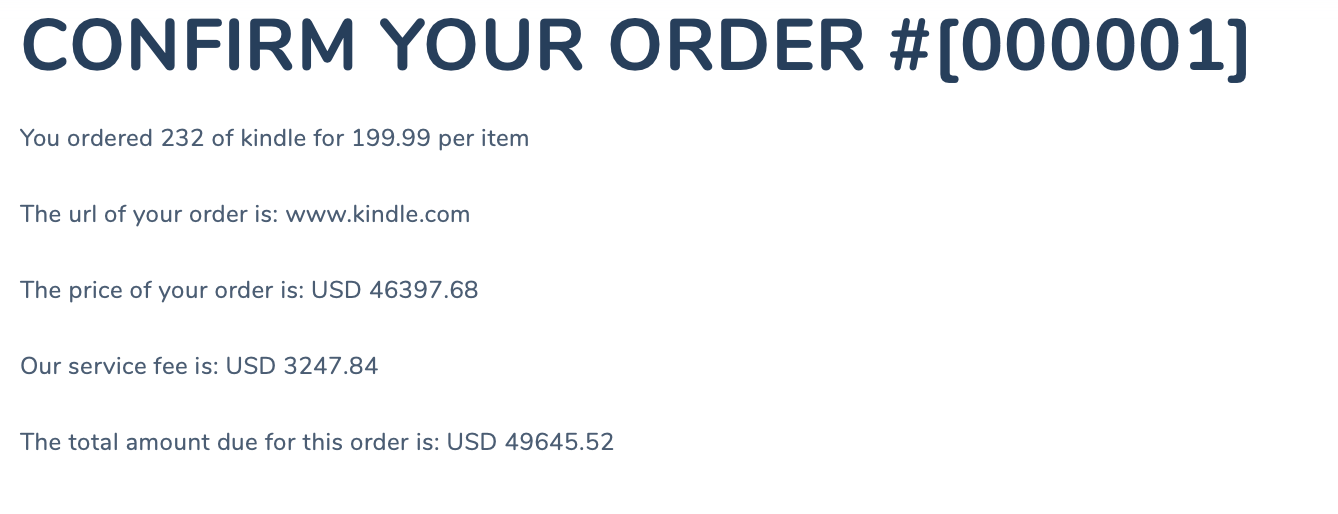 CONFIRM YOUR ORDER #[000001]
You ordered 232 of kindle for 199.99 per item
The url of your order is: www.kindle.com
The price of your order is: USD 46397.68
Our service fee is: USD 3247.84
The total amount due for this order is: USD 49645.52